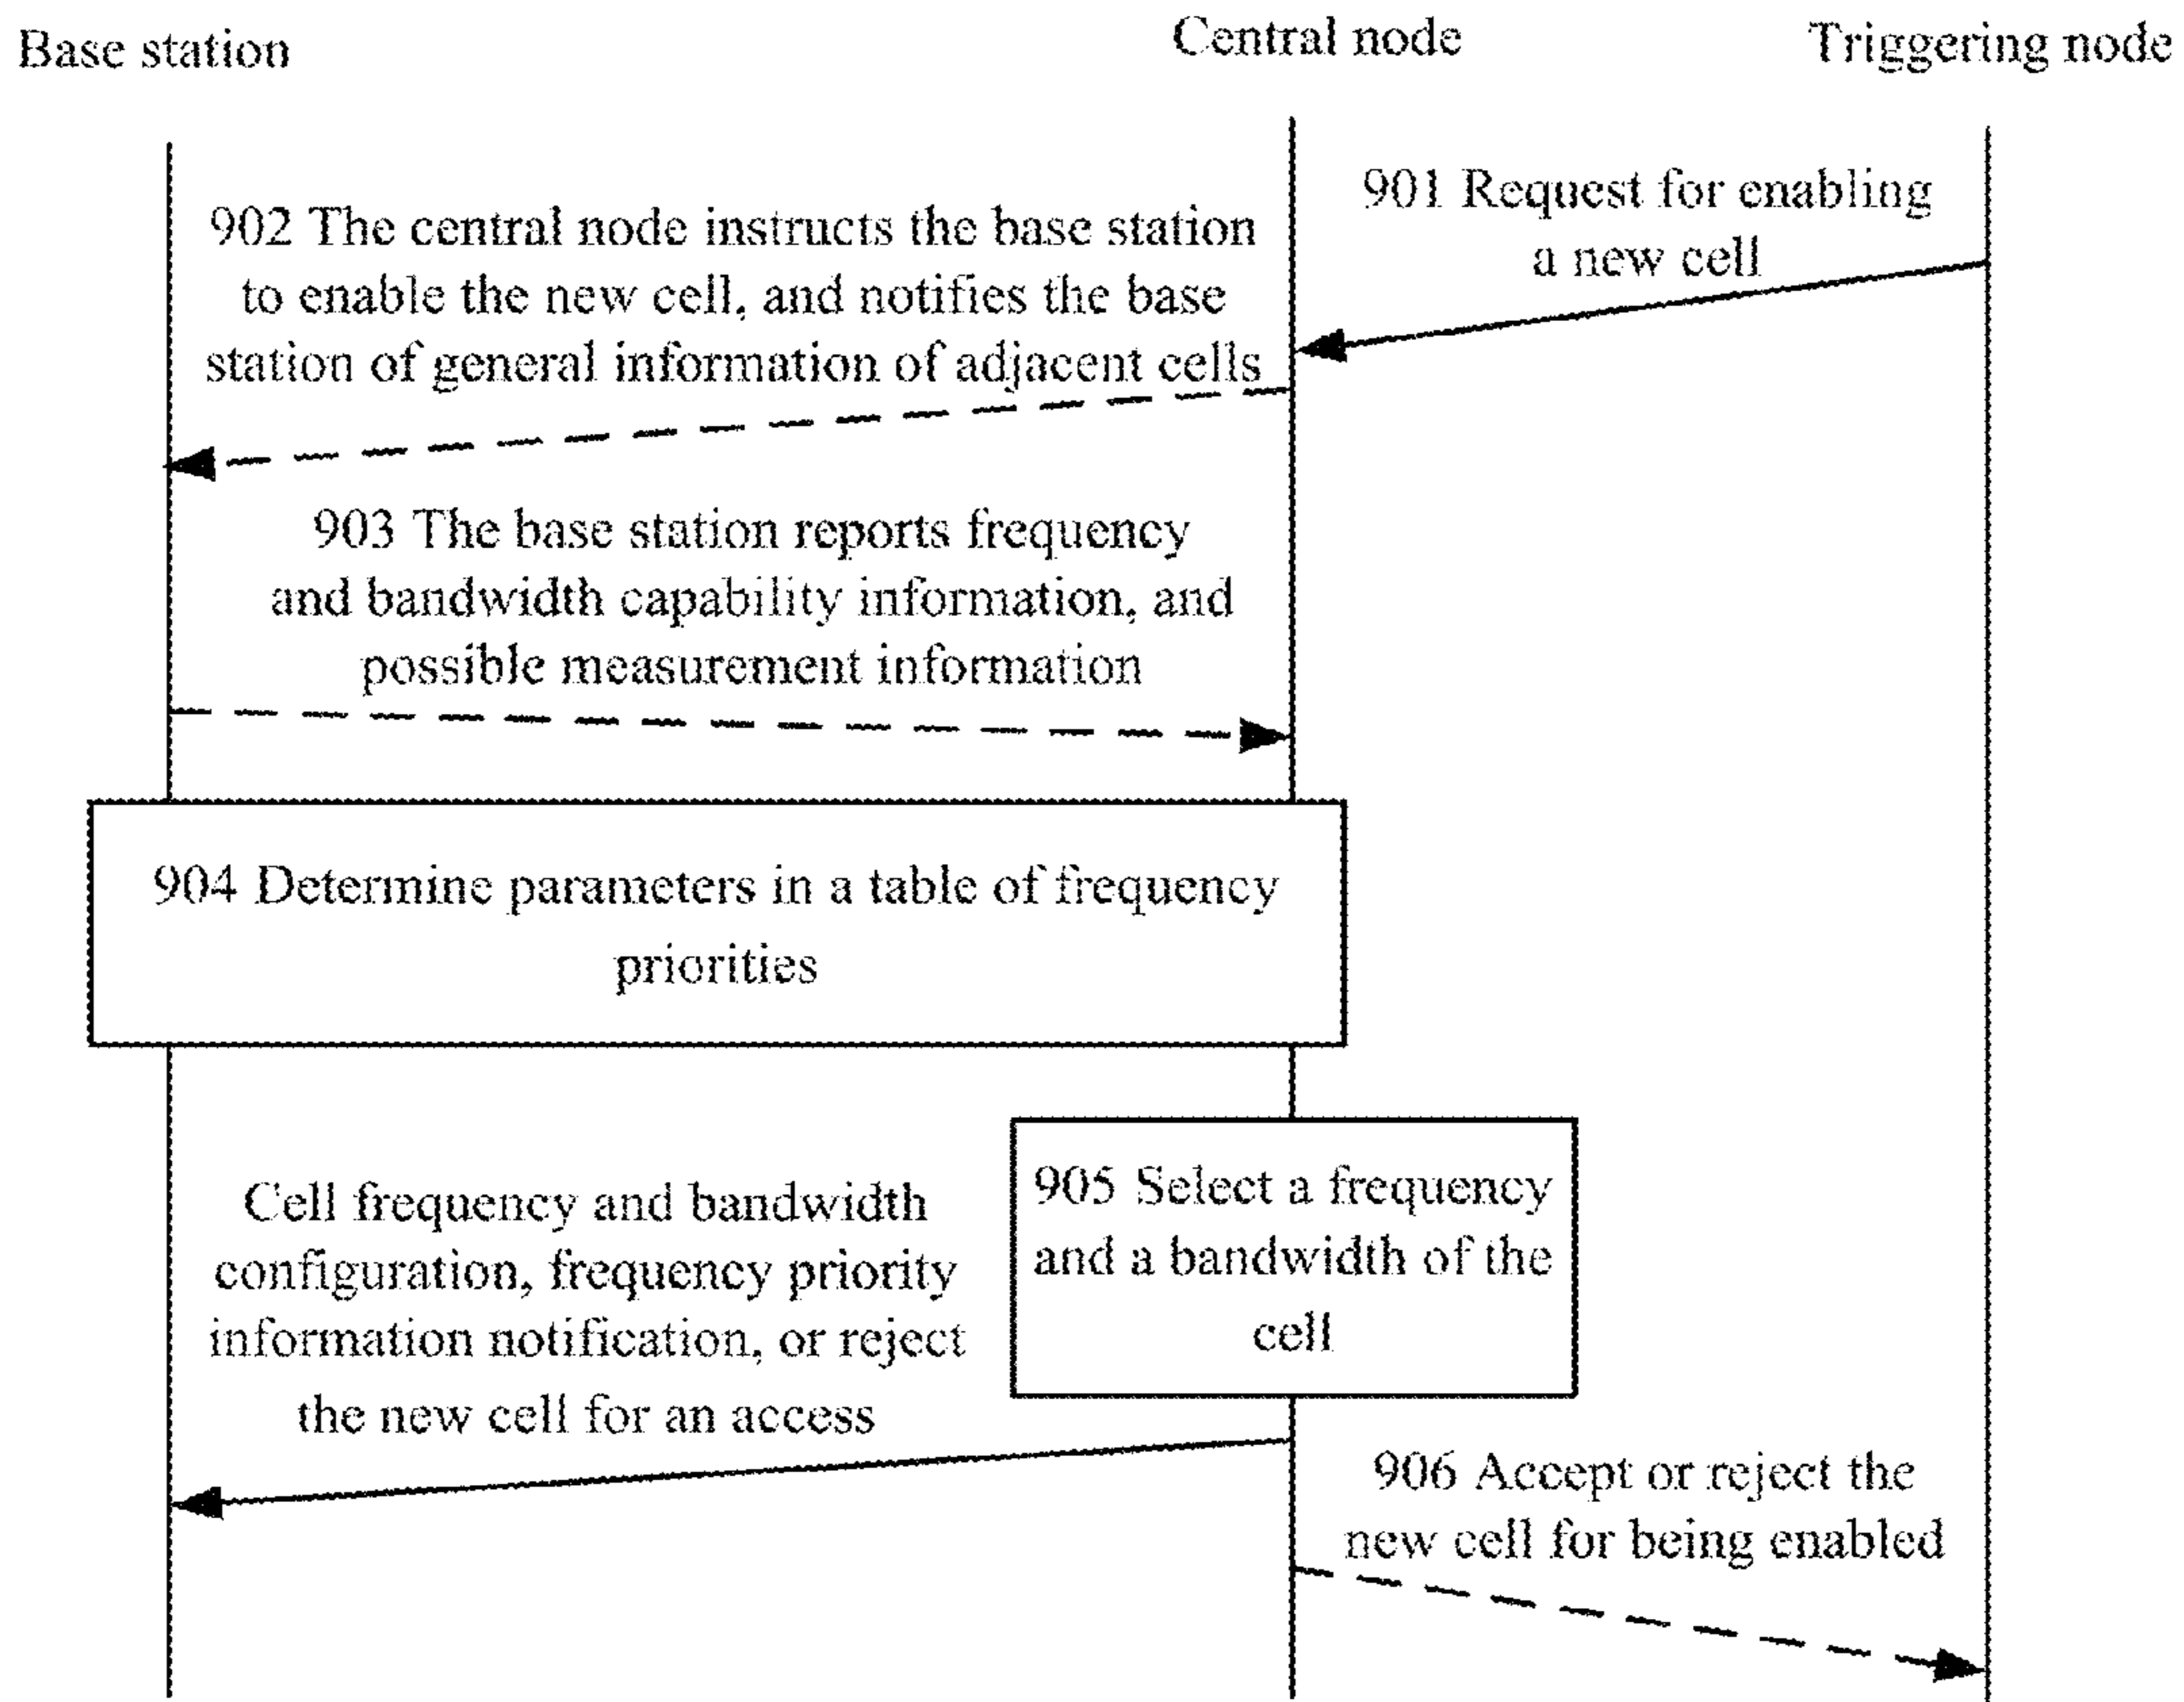 Base station
Central node
Triggering node
901 Request for enabling
a new cell
902 The central node instructs the base station
to enable the new cell, and notifies the base
station of general information of adjacent cells
903 The base station reports frequency
and bandwidth capability information, and
possible measurement information
904 Determine parameters in a table of frequency
priorities
905 Select a frequency
and a bandwidth of the
cell
Cell frequency and bandwidth
configuration, frequency priority
information notification, or reject
the new cell for an access
906 Accept or reject the
new cell for being enabled